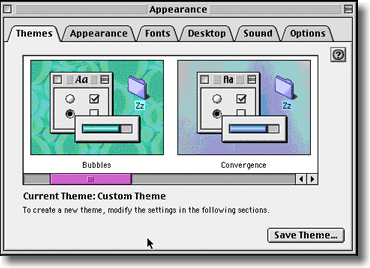 Appearance
Themes Appearance Fonts Desktop Sound Options
?
Aa Aa
Zz Zz
Bubbles Convergence
Current Theme: Custom Theme
To create a new theme, modify the settings in the following sections.
Save Theme...